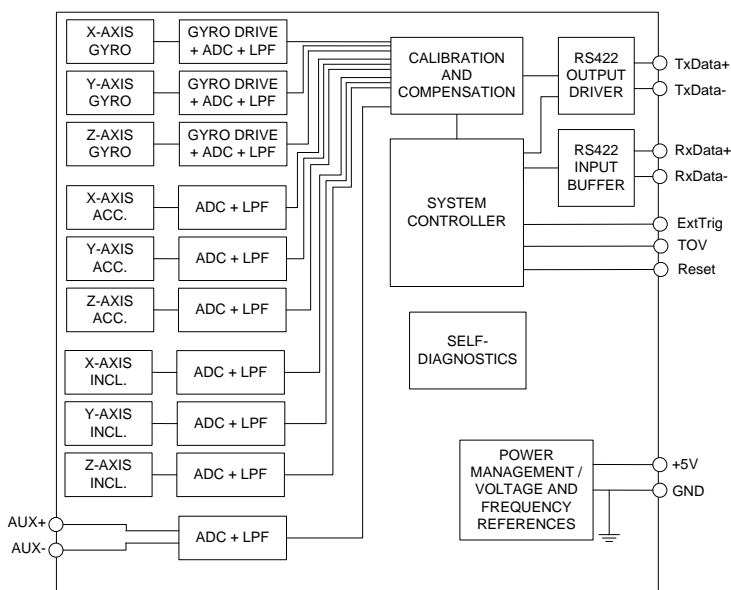 X-AXIS
GYRO
GYRO DRIVE
+ ADC + LPF
Y-AXIS
GYRO
GYRO DRIVE
+ ADC + LPF
Z-AXIS
GYRO
GYRO DRIVE
+ ADC + LPF
X-AXIS
ACC.
ADC + LPF
Y-AXIS
ACC.
ADC + LPF
Z-AXIS
ACC.
ADC + LPF
X-AXIS
INCL.
ADC + LPF
Y-AXIS
INCL.
ADC + LPF
Z-AXIS
INCL.
ADC + LPF
AUX+
AUX-
ADC + LPF
CALIBRATION
AND
COMPENSATION
SYSTEM
CONTROLLER
SELF-
DIAGNOSTICS
POWER
MANAGEMENT /
VOLTAGE AND
FREQUENCY
REFERENCES
RS422
OUTPUT
DRIVER
RS422
INPUT
BUFFER
TxData+
TxData-
RxData+
RxData-
ExtTrig
TOV
Reset
+5V
GND